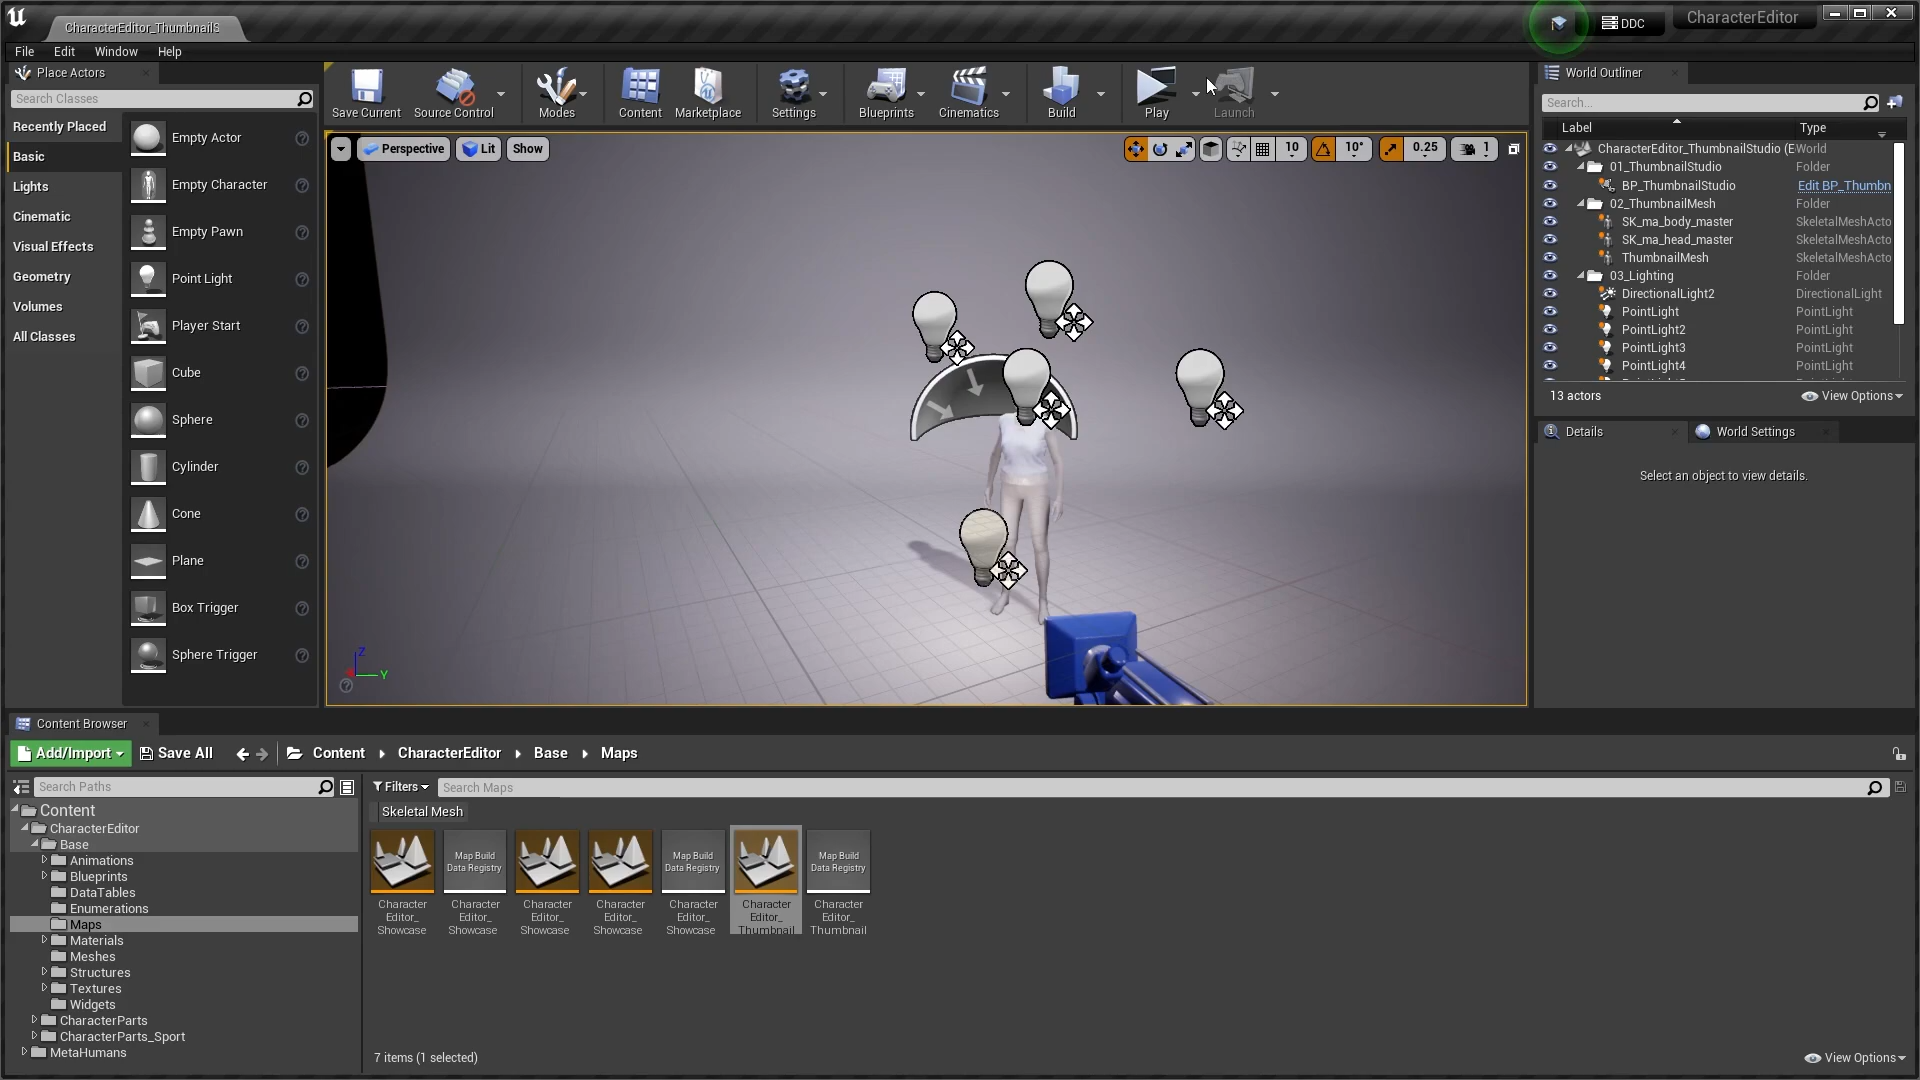 CharacterEditor_ThumbnailS
DDC
CharacterEditor
File Edit Window Help
Place Actors
Search Classes
Recently Placed
Basic
Lights
Cinematic
Visual Effects
Geometry
Volumes
All Classes
Empty Actor
Empty Character
Empty Pawn
Point Light
Player Start
Cube
Sphere
Cylinder
Cone
Plane
Box Trigger
Sphere Trigger
Save Current Source Control Modes Content Marketplace Settings Blueprints Cinematics Build Play Launch
Perspective Lit Show 10 10° 0.25 1
Z
Y
World Outliner
Search...
Label Type
CharacterEditor_ThumbnailStudio (E World
01_ThumbnailStudio Folder
BP_ThumbnailStudio Edit BP_Thumbn
02_ThumbnailMesh Folder
SK_ma_body_master SkeletalMeshActo
SK_ma_head_master SkeletalMeshActo
ThumbnailMesh SkeletalMeshActo
03_Lighting Folder
DirectionalLight2 DirectionalLight
PointLight PointLight
PointLight2 PointLight
PointLight3 PointLight
PointLight4 PointLight
13 actors View Options
Details World Settings
Select an object to view details.
Content Browser
Add/Import Save All Content CharacterEditor Base Maps
Search Paths
Content
CharacterEditor
Base
Animations
Blueprints
DataTables
Enumerations
Maps
Materials
Meshes
Structures
Textures
Widgets
CharacterParts
CharacterParts_Sport
MetaHumans
Filters Search Maps
Skeletal Mesh
Character
Editor_
Showcase
Map Build
Data Registry
Character
Editor_
Showcase
Character
Editor_
Showcase
Character
Editor_
Showcase
Map Build
Data Registry
Character
Editor_
Showcase
Character
Editor_
Thumbnail
Map Build
Data Registry
Character
Editor_
Thumbnail
7 items (1 selected) View Options